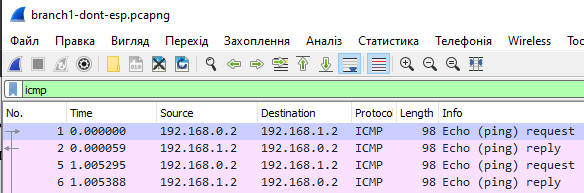 branch1-dont-esp.pcapng
Файл Правка Вигляд Перехід Захоплення Аналіз Статистика Телефонія Wireless Тоо
icmp
No. Time Source Destination Protoco Length Info
1 0.000000 192.168.0.2 192.168.1.2 ICMP 98 Echo (ping) request
2 0.000059 192.168.0.2 192.168.1.2 ICMP 98 Echo (ping) reply
5 1.005295 192.168.0.2 192.168.1.2 ICMP 98 Echo (ping) request
6 1.005388 192.168.0.2 192.168.1.2 ICMP 98 Echo (ping) reply